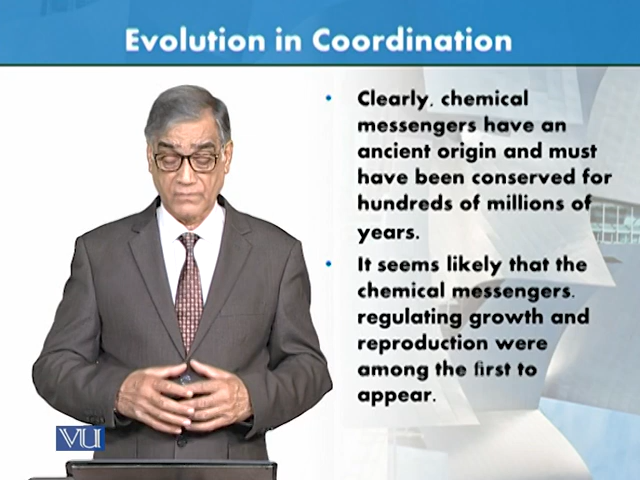 Evolution in Coordination
• Clearly, chemical
messengers have an
ancient origin and must
have been conserved for
hundreds of millions of
years.
• It seems likely that the
chemical messengers.
regulating growth and
reproduction were
among the first to
appear.
VU